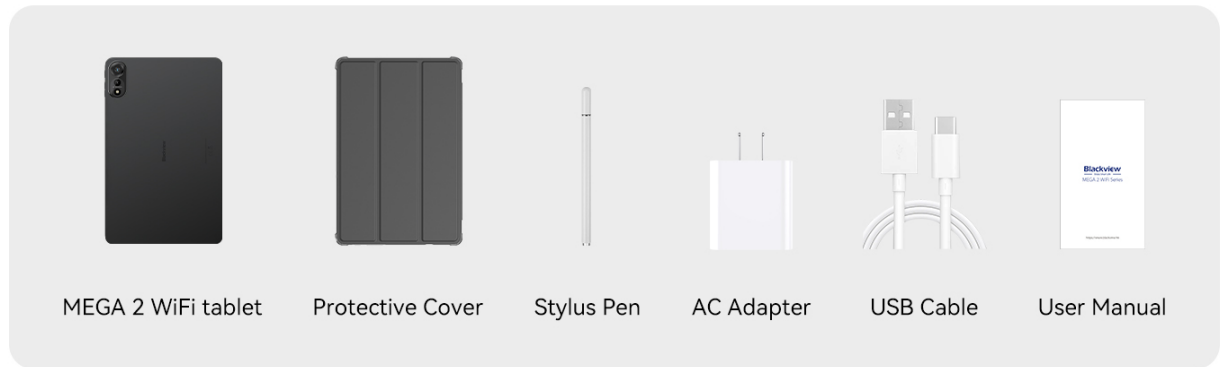 Blackview
MEGA 2 WiFi Series
MEGA 2 WiFi tablet
Protective Cover
Stylus Pen
AC Adapter
USB Cable
User Manual